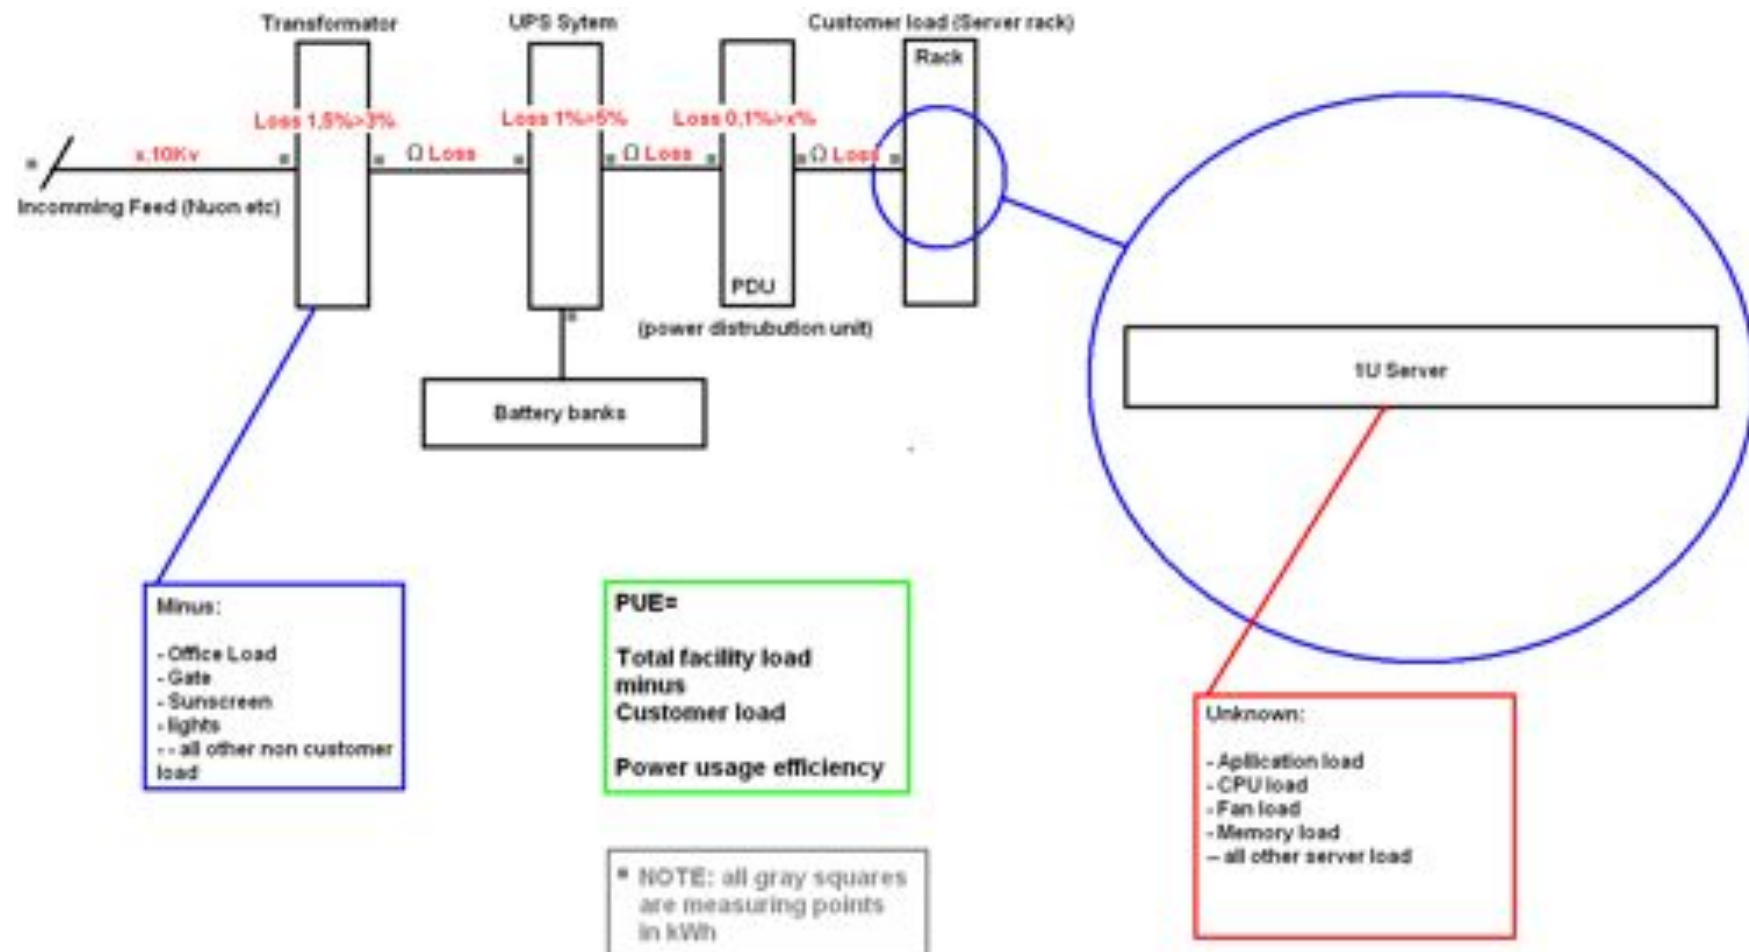 Transformator
UPS Sytem
Customer load (Server rack)
Rack
Loss 1,5%>3%
Loss 1%>5%
Loss 0,1%>x%
x.10Kv
Ω Loss
Ω Loss
Ω Loss
Incomming Feed (Nuon etc)
PDU
(power distrubution unit)
Battery banks
1U Server
Minus:
- Office Load
- Gate
- Sunscreen
- lights
- - all other non customer
load
PUE=
Total facility load
minus
Customer load
Power usage efficiency
Unknown:
- Apllication load
- CPU load
- Fan load
- Memory load
-- all other server load
NOTE: all gray squares
are measuring points
in kWh